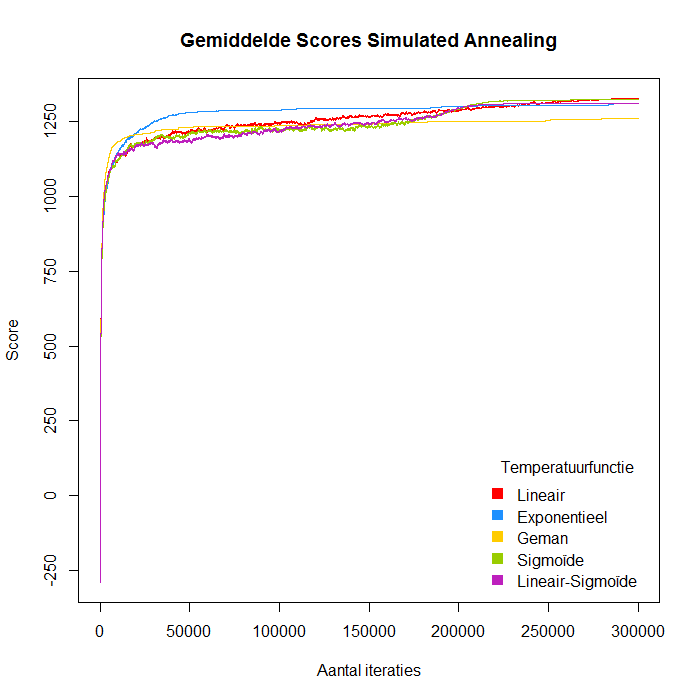 Gemiddelde Scores Simulated Annealing
Score
1250
1000
750
500
250
0
-250
Temperatuurfunctie
Lineair
Exponentieel
Geman
Sigmoïde
Lineair-Sigmoïde
0 50000 100000 150000 200000 250000 300000
Aantal iteraties